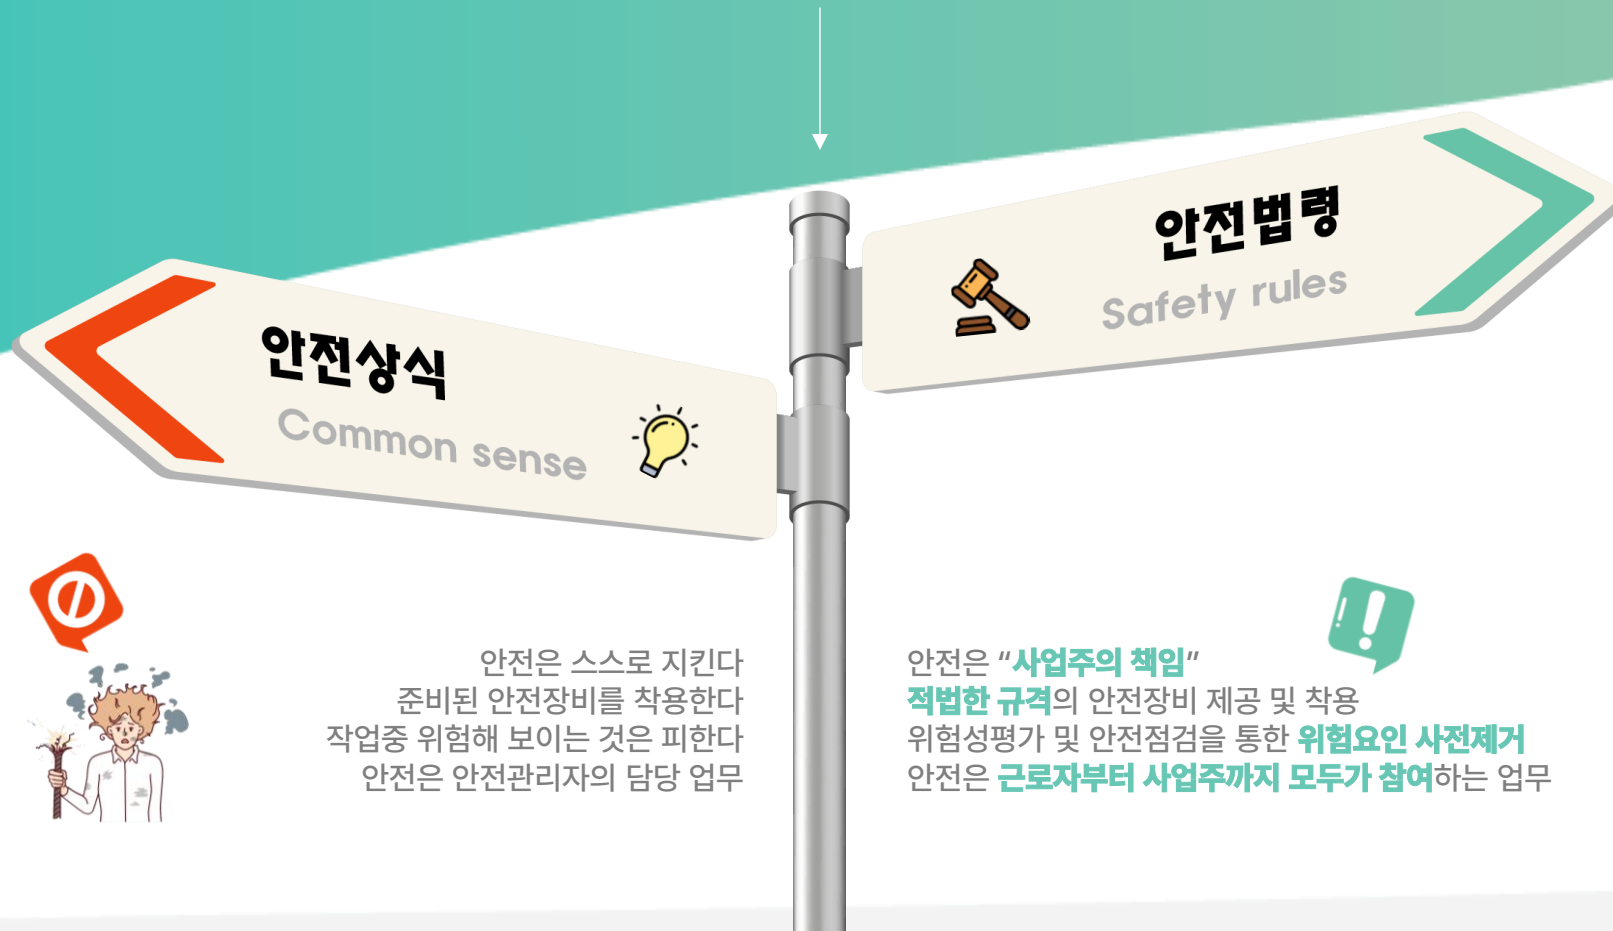 안전상식
Common sense
안전법령
Safety rules
안전은 스스로 지킨다
준비된 안전장비를 착용한다
작업중 위험해 보이는 것은 피한다
안전은 안전관리자의 담당 업무
안전은 “사업주의 책임”
적법한 규격의 안전장비 제공 및 착용
위험성평가 및 안전점검을 통한 위험요인 사전제거
안전은 근로자부터 사업주까지 모두가 참여하는 업무